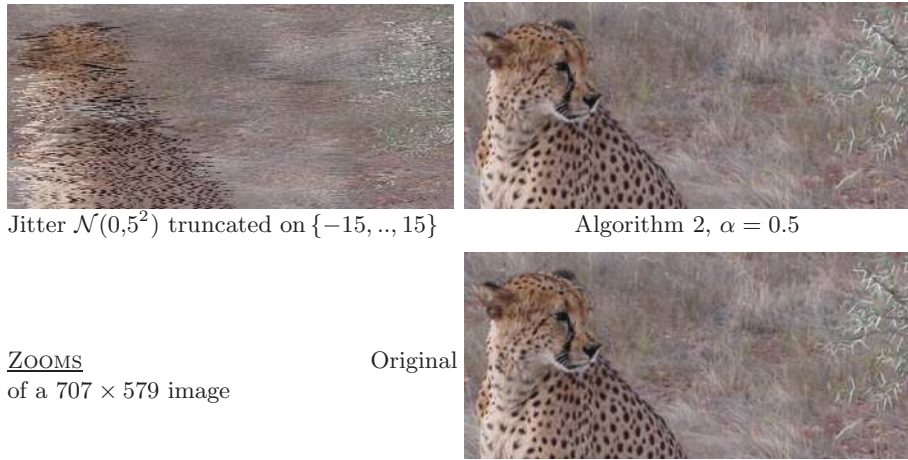 Jitter 𝒩(0,5²) truncated on {−15, .., 15}
Algorithm 2, α = 0.5
ZOOMS
Original
of a 707 × 579 image